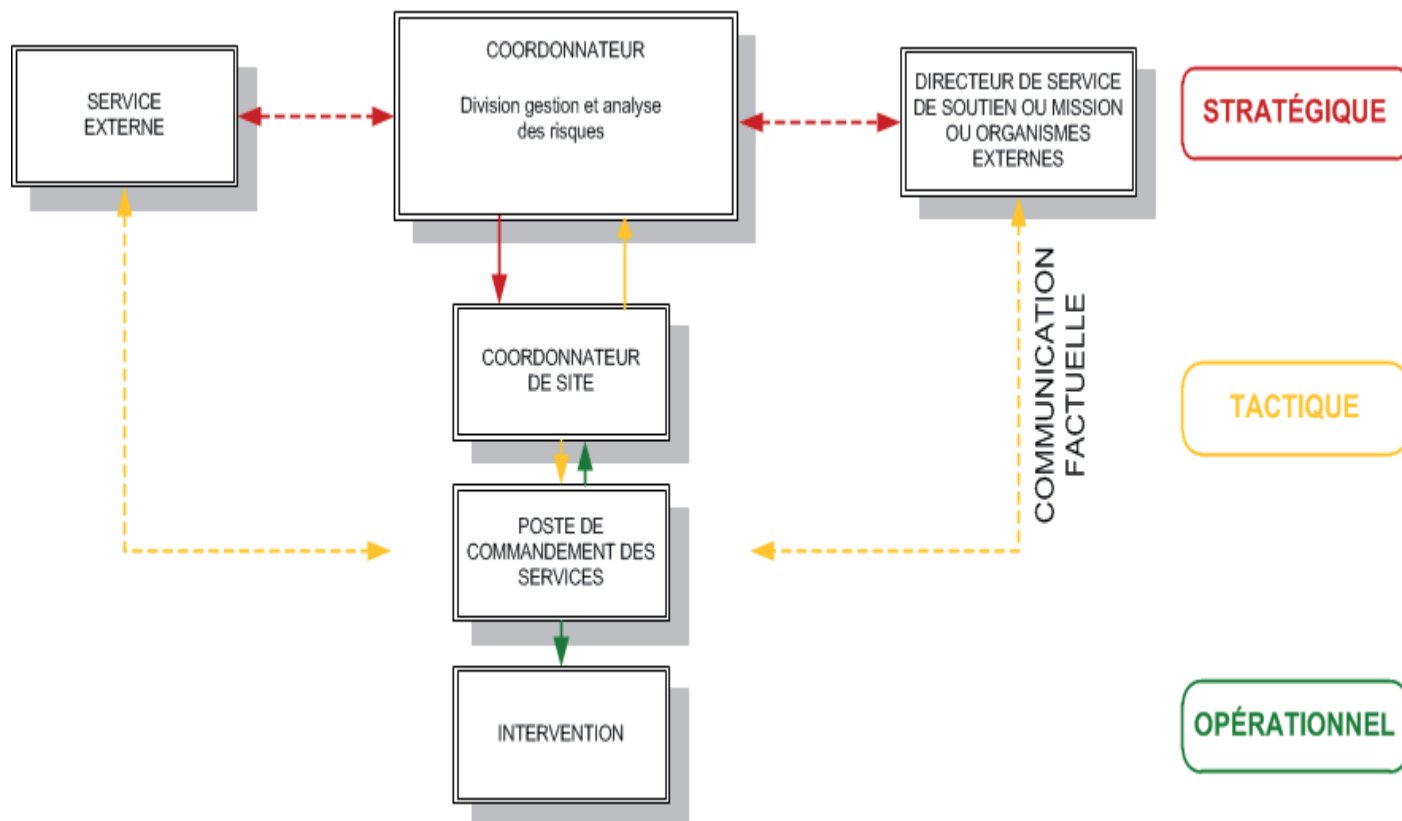 SERVICE
EXTERNE
COORDONNATEUR
Division gestion et analyse
des risques
DIRECTEUR DE SERVICE
DE SOUTIEN OU MISSION
OU ORGANISMES
EXTERNES
STRATÉGIQUE
COORDONNATEUR
DE SITE
COMMUNICATION
FACTUELLE
TACTIQUE
POSTE DE
COMMANDEMENT DES
SERVICES
INTERVENTION
OPÉRATIONNEL